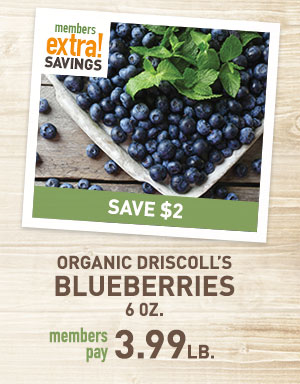 members
extra!
SAVINGS
SAVE $2
ORGANIC DRISCOLL'S
BLUEBERRIES
6 OZ.
members
pay 3.99LB.